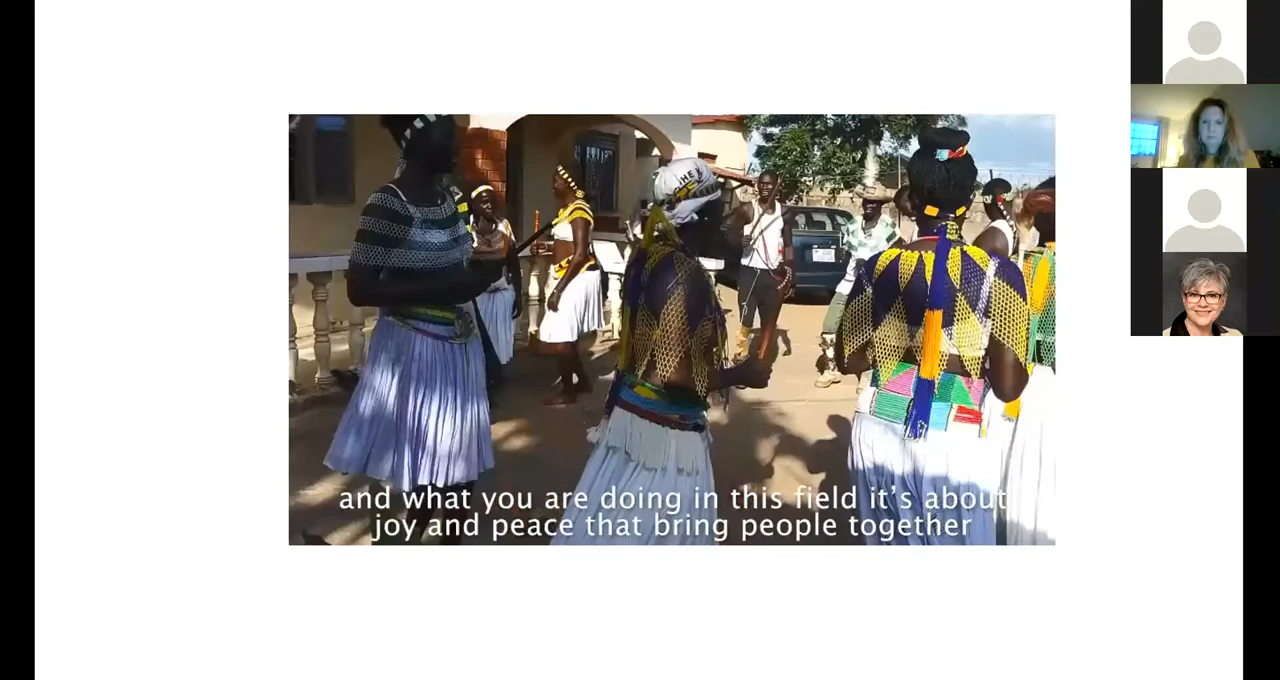 and what you are doing in this field it's about
joy and peace that bring people together